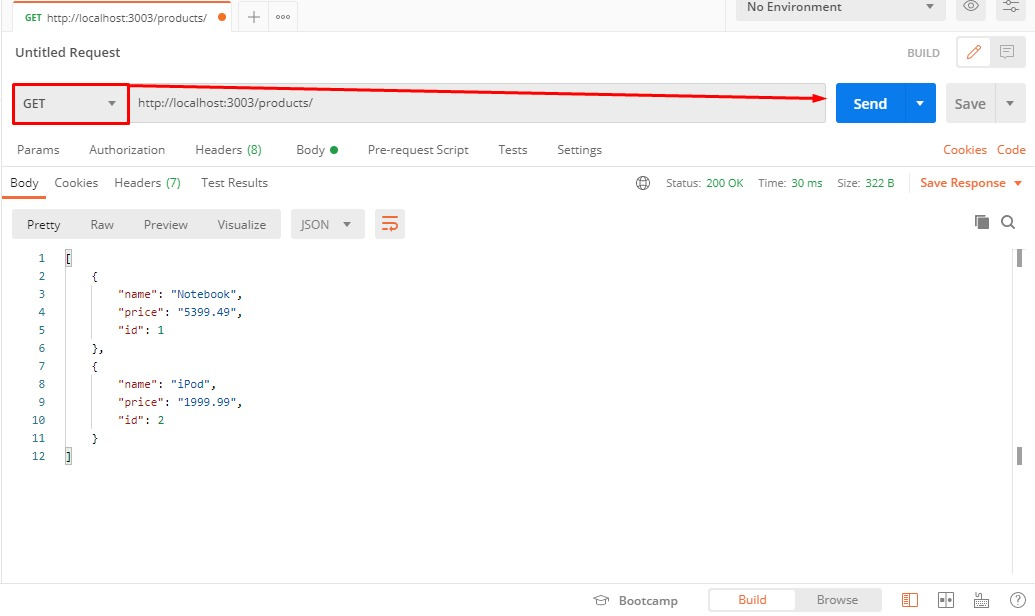 GET http://localhost:3003/products/
No Environment
Untitled Request
BUILD
GET http://localhost:3003/products/ Send Save
Params Authorization Headers (8) Body Pre-request Script Tests Settings Cookies Code
Body Cookies Headers (7) Test Results Status: 200 OK Time: 30 ms Size: 322 B Save Response
Pretty Raw Preview Visualize JSON
1 [
2 {
3 "name": "Notebook",
4 "price": "5399.49",
5 "id": 1
6 },
7 {
8 "name": "iPod",
9 "price": "1999.99",
10 "id": 2
11 }
12 ]
Bootcamp Build Browse